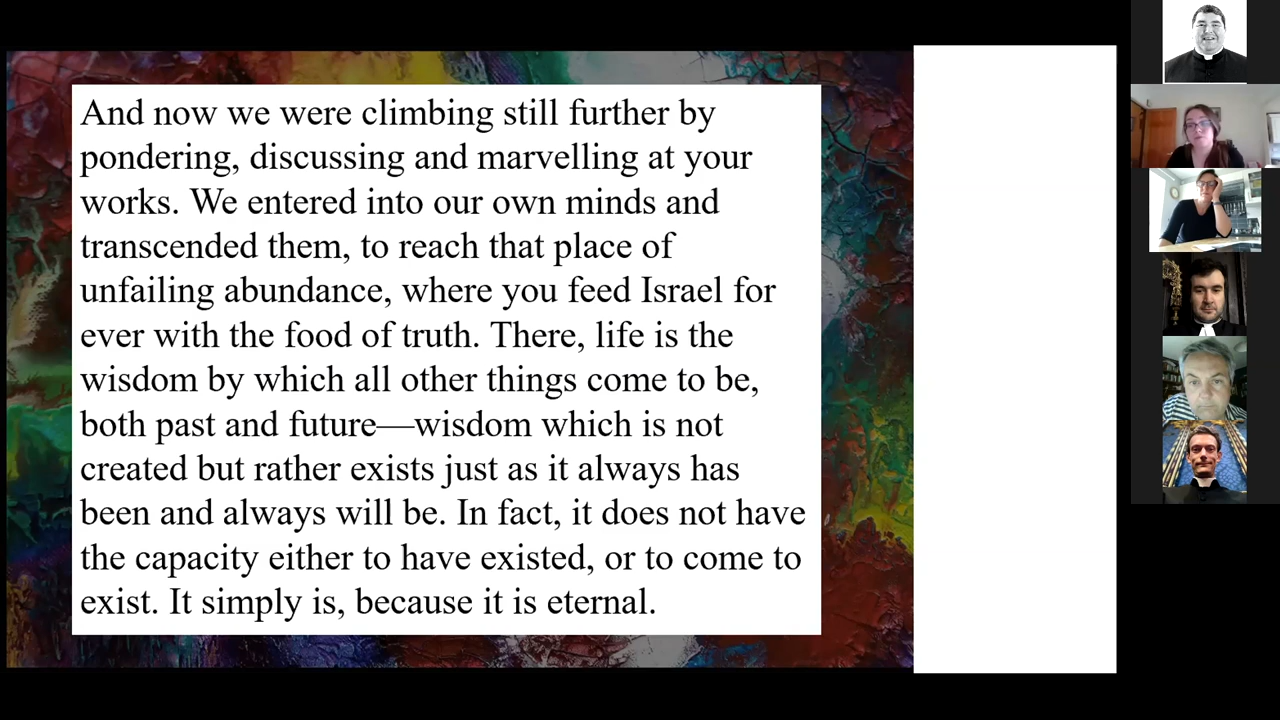 And now we were climbing still further by
pondering, discussing and marvelling at your
works. We entered into our own minds and
transcended them, to reach that place of
unfailing abundance, where you feed Israel for
ever with the food of truth. There, life is the
wisdom by which all other things come to be,
both past and future—wisdom which is not
created but rather exists just as it always has
been and always will be. In fact, it does not have
the capacity either to have existed, or to come to
exist. It simply is, because it is eternal.